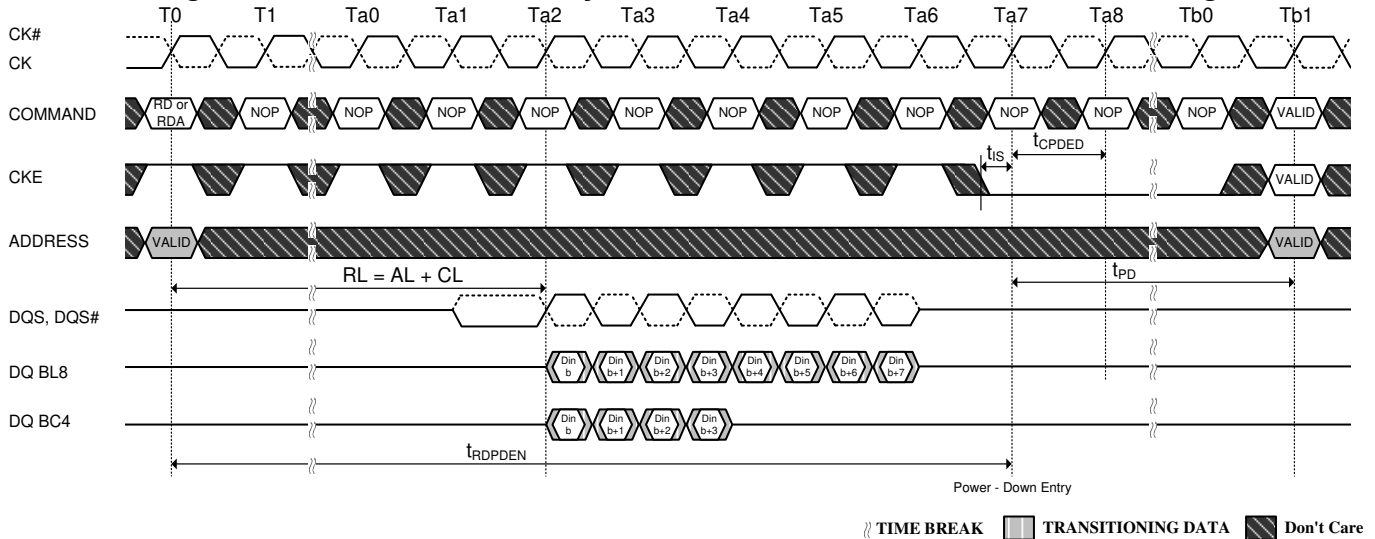 T0 T1 Ta0 Ta1 Ta2 Ta3 Ta4 Ta5 Ta6 Ta7 Ta8 Tb0 Tb1
CK#
CK
COMMAND RD or RDA NOP NOP NOP NOP NOP NOP NOP NOP NOP NOP NOP VALID
tIS tCPDED
CKE VALID
ADDRESS VALID VALID
RL = AL + CL tPD
DQS, DQS#
DQ BL8 Din b Din b+1 Din b+2 Din b+3 Din b+4 Din b+5 Din b+6 Din b+7
DQ BC4 Din b Din b+1 Din b+2 Din b+3
tRDPDEN
Power - Down Entry
TIME BREAK TRANSITIONING DATA Don't Care